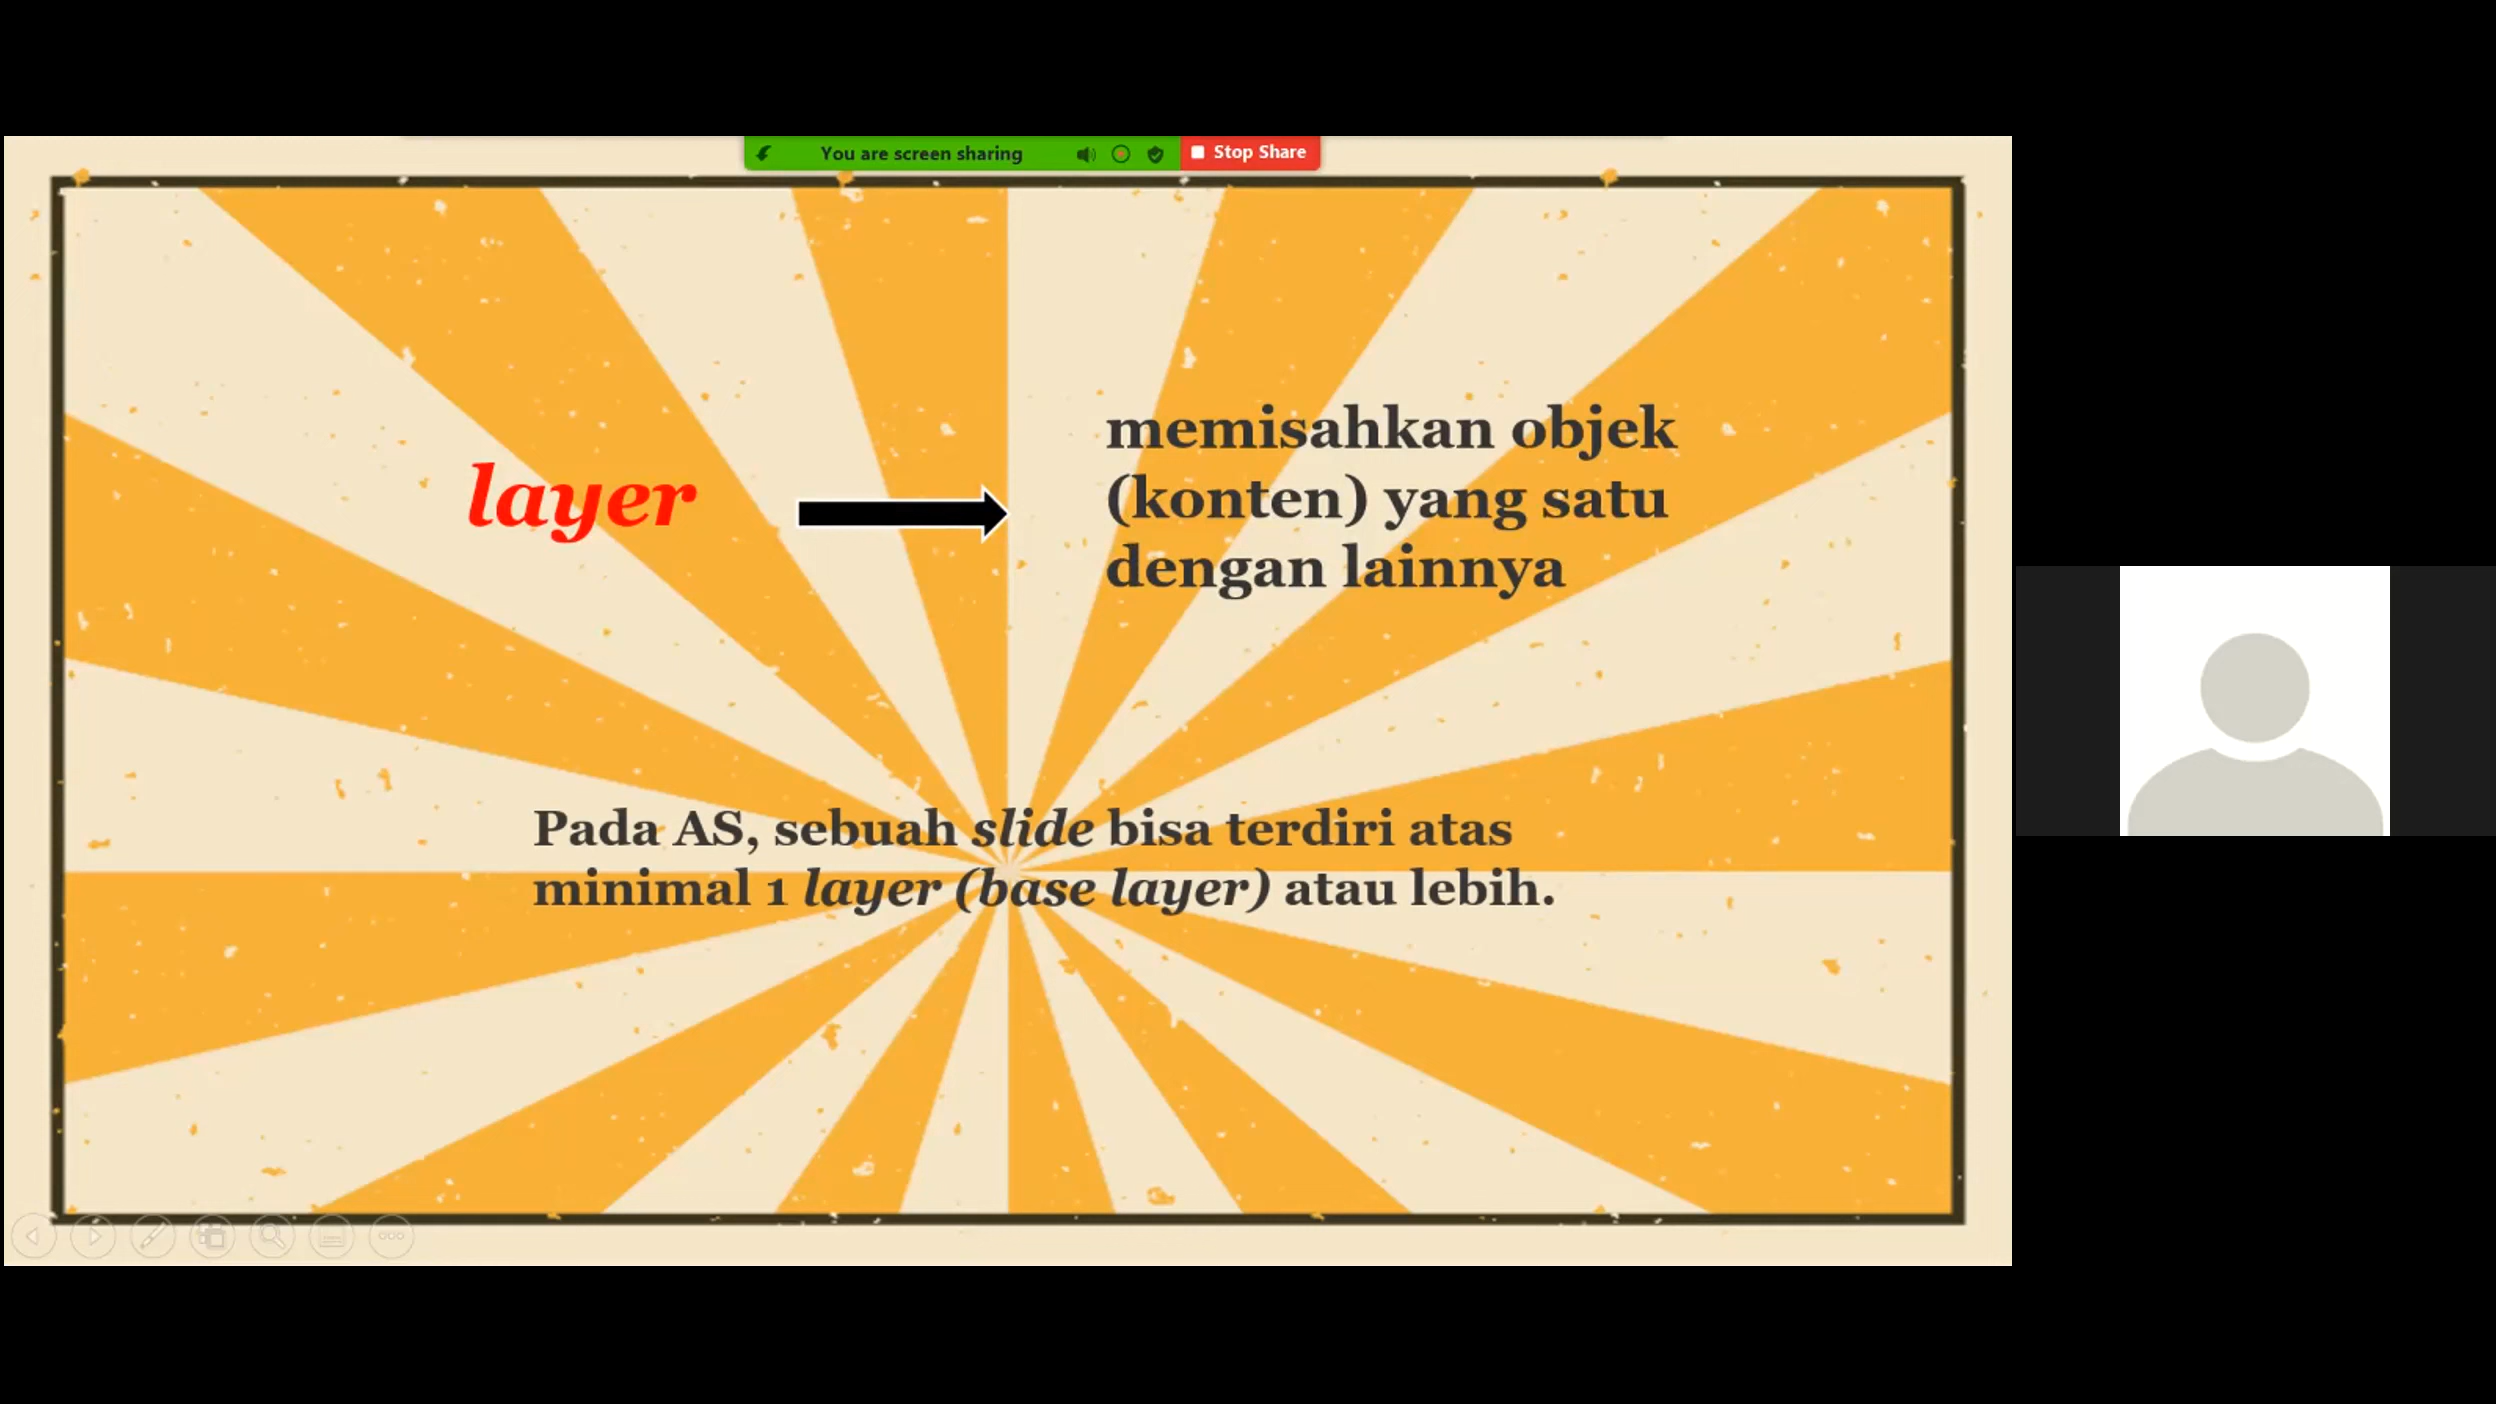 You are screen sharing
Stop Share
layer
memisahkan objek
(konten) yang satu
dengan lainnya
Pada AS, sebuah slide bisa terdiri atas
minimal 1 layer (base layer) atau lebih.